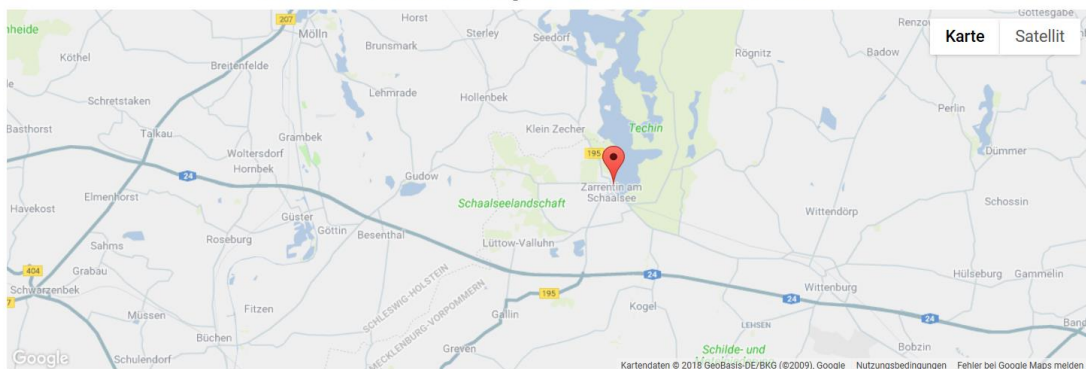 Gottesgabe
207
Mölln
Horst
Sterley
Seedorf
Karte
Satellit
Köthel
Brunsmark
Rögnitz
Badow
Breitenfelde
Lehmrade
Hollenbek
Schretstaken
Perlin
Basthorst
Talkau
Grambek
Klein Zecher
Techin
Woltersdorf
195
Dümmer
Hornbek
24
Gudow
Zarrentin am
Schaalsee
Elmenhorst
Schaalseelandschaft
Schossin
Havekost
Güster
Wittendörp
Roseburg
Göttin
Besenthal
Sahms
Lüttow-Valluhn
404
Grabau
24
24
Hülseburg
Gammelin
Schwarzenbek
195
Wittenburg
SCHLESWIG-HOLSTEIN
MECKLENBURG-VORPOMMERN
Fitzen
Kogel
24
Müssen
Gallin
LEHSEN
Büchen
Greven
Schilde- und
Bobzin
Schulendorf
Google
Kartendaten © 2018 GeoBasis-DE/BKG (©2009), Google
Nutzungsbedingungen
Fehler bei Google Maps melden